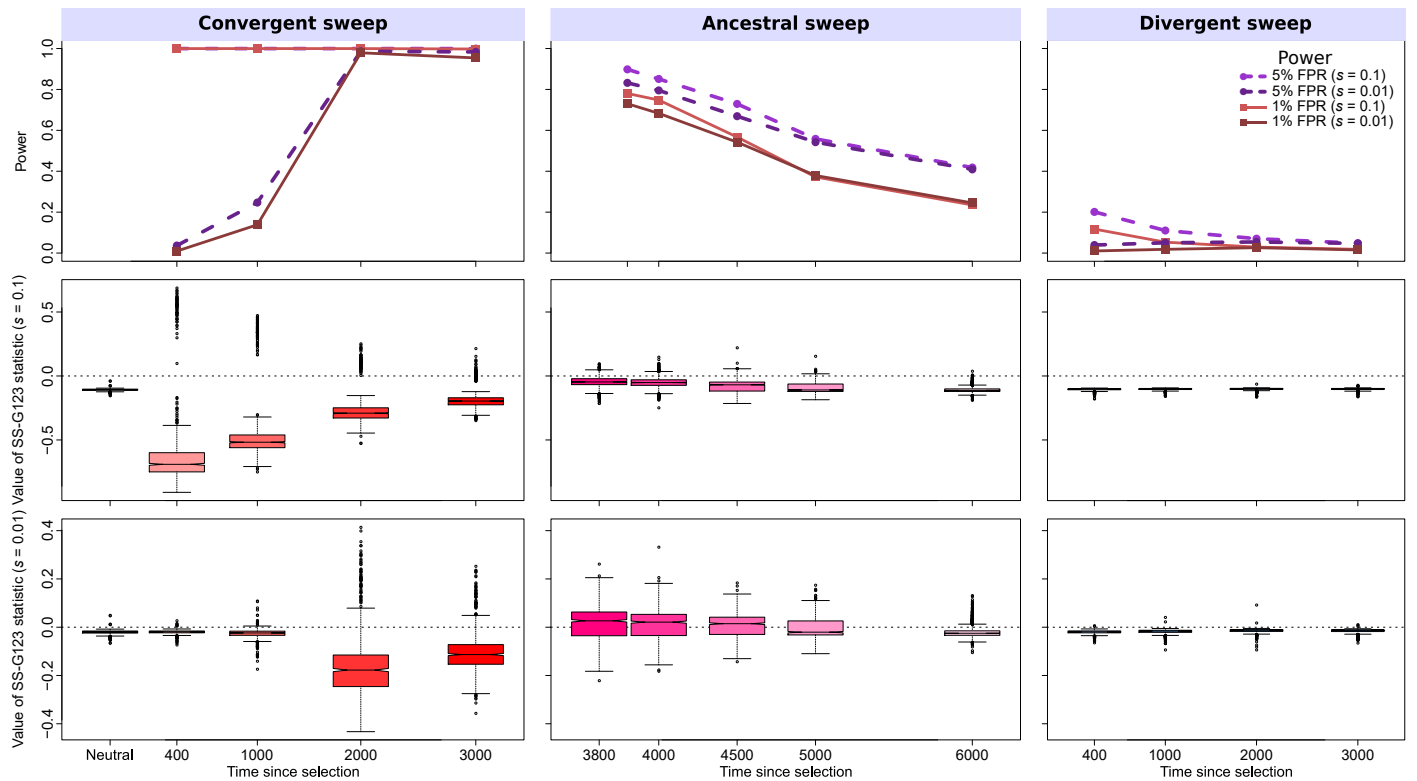 Convergent sweep
Ancestral sweep
Divergent sweep
Power
0.0
0.2
0.4
0.6
0.8
1.0
Power
5% FPR (s = 0.1)
5% FPR (s = 0.01)
1% FPR (s = 0.1)
1% FPR (s = 0.01)
Value of SS-G123 statistic (s = 0.1)
−0.5
0.0
0.5
Value of SS-G123 statistic (s = 0.01)
−0.4
−0.2
0.0
0.2
0.4
Neutral 400 1000 2000 3000
Time since selection
3800 4000 4500 5000 6000
Time since selection
400 1000 2000 3000
Time since selection